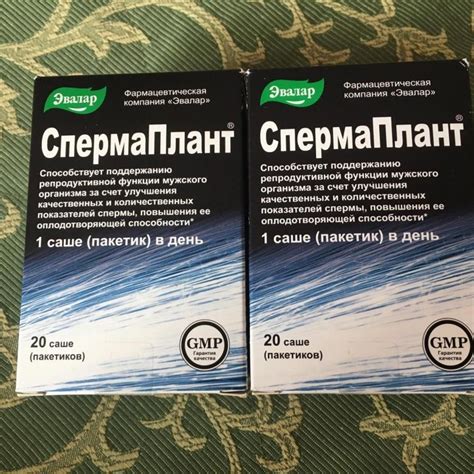 Эвалар
Фармацевтическая
компания «Эвалар»
СпермаПлант®
Способствует поддержанию
репродуктивной функции мужского
организма за счет улучшения
качественных и количественных
показателей спермы, повышения ее
оплодотворяющей способности*
1 саше (пакетик) в день
20 саше
(пакетиков)
GMP
Гарантия
качества
Эвалар
Фармацевтическая
компания «Эвалар»
СпермаПлант®
Способствует поддержанию
репродуктивной функции мужского
организма за счет улучшения
качественных и количественных
показателей спермы, повышения ее
оплодотворяющей способности*
1 саше (пакетик) в день
20 саше
(пакетиков)
GMP
Гарантия
качества